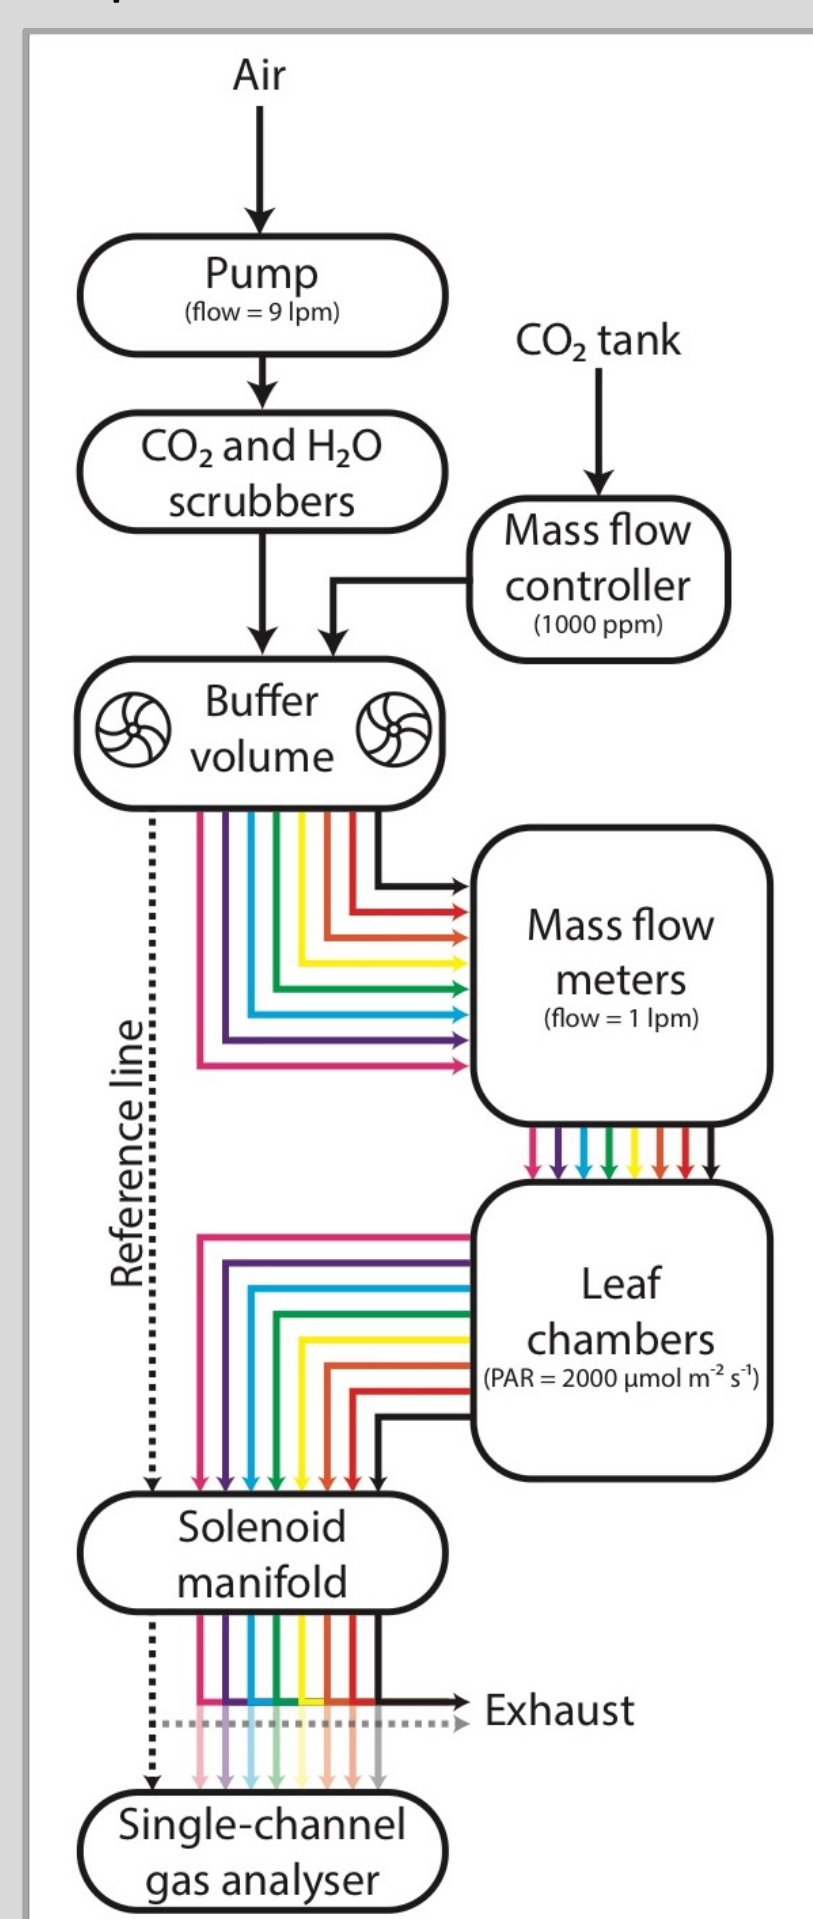 Air
Pump
(flow = 9 lpm)
CO₂ tank
CO₂ and H₂O
scrubbers
Mass flow
controller
(1000 ppm)
Buffer
volume
Mass flow
meters
(flow = 1 lpm)
Reference line
Leaf
chambers
(PAR = 2000 µmol m⁻² s⁻¹)
Solenoid
manifold
Exhaust
Single-channel
gas analyser